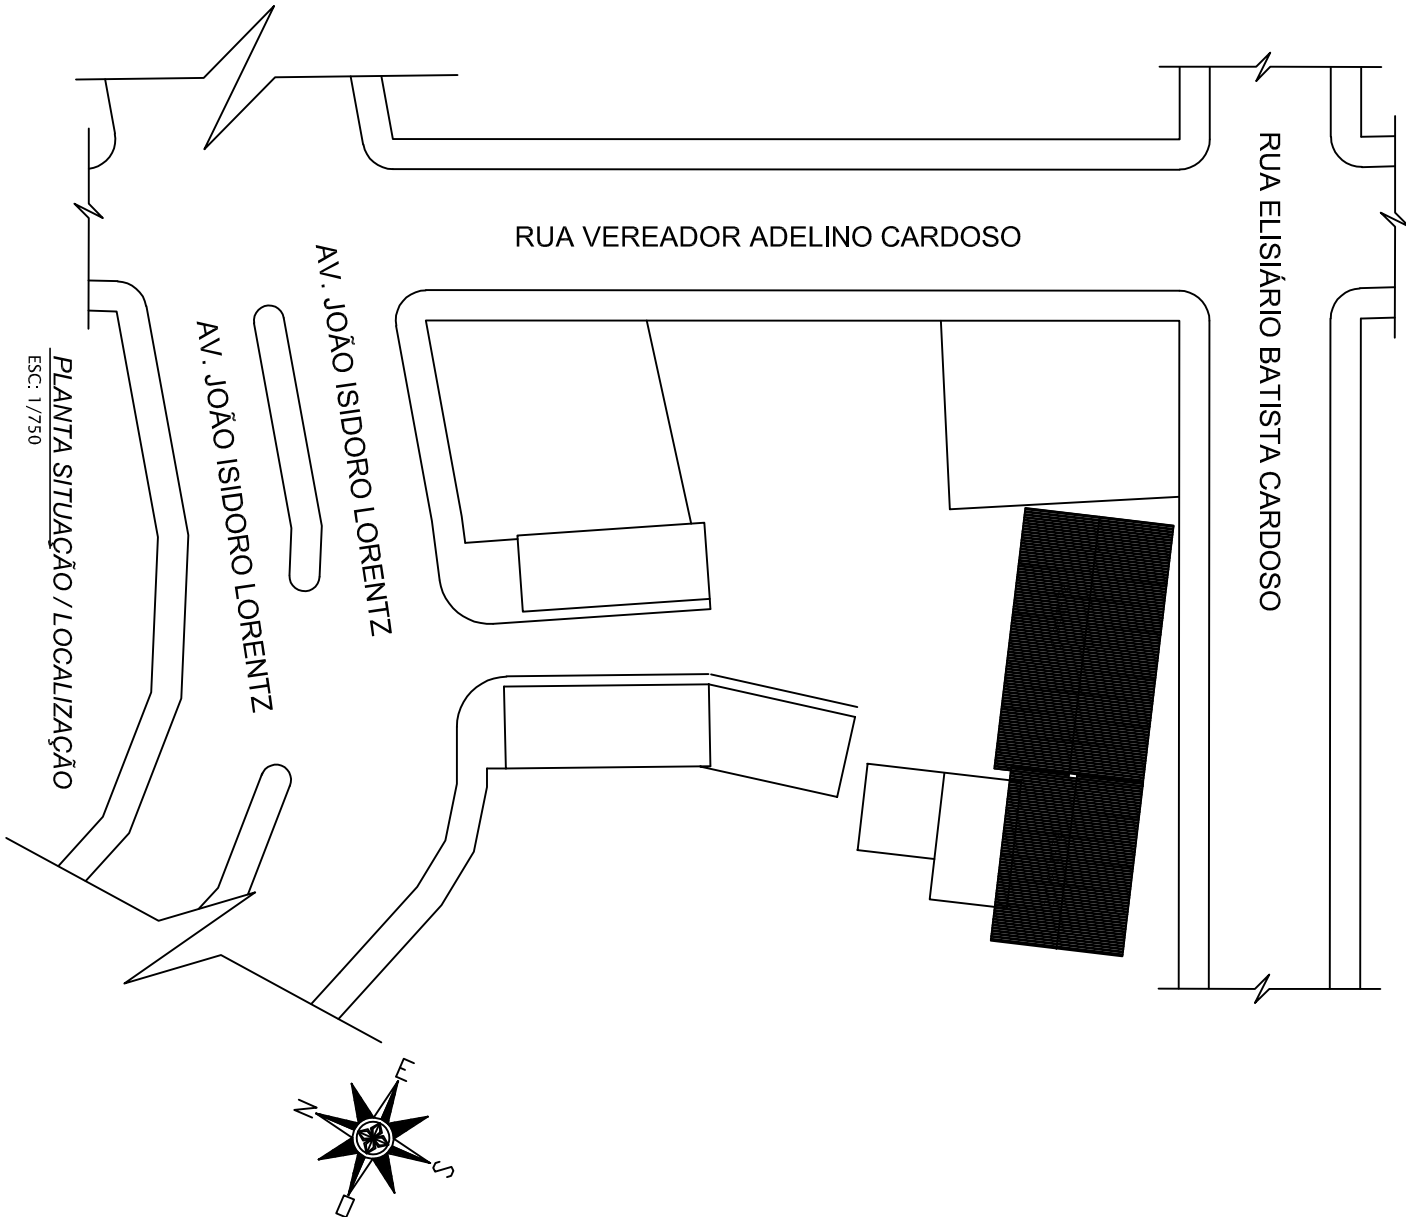 RUA VEREADOR ADELINO CARDOSO
RUA ELISIÁRIO BATISTA CARDOSO
AV. JOÃO ISIDORO LORENTZ
AV. JOÃO ISIDORO LORENTZ
PLANTA SITUAÇÃO / LOCALIZAÇÃO
ESC: 1/750
E
N
S
O